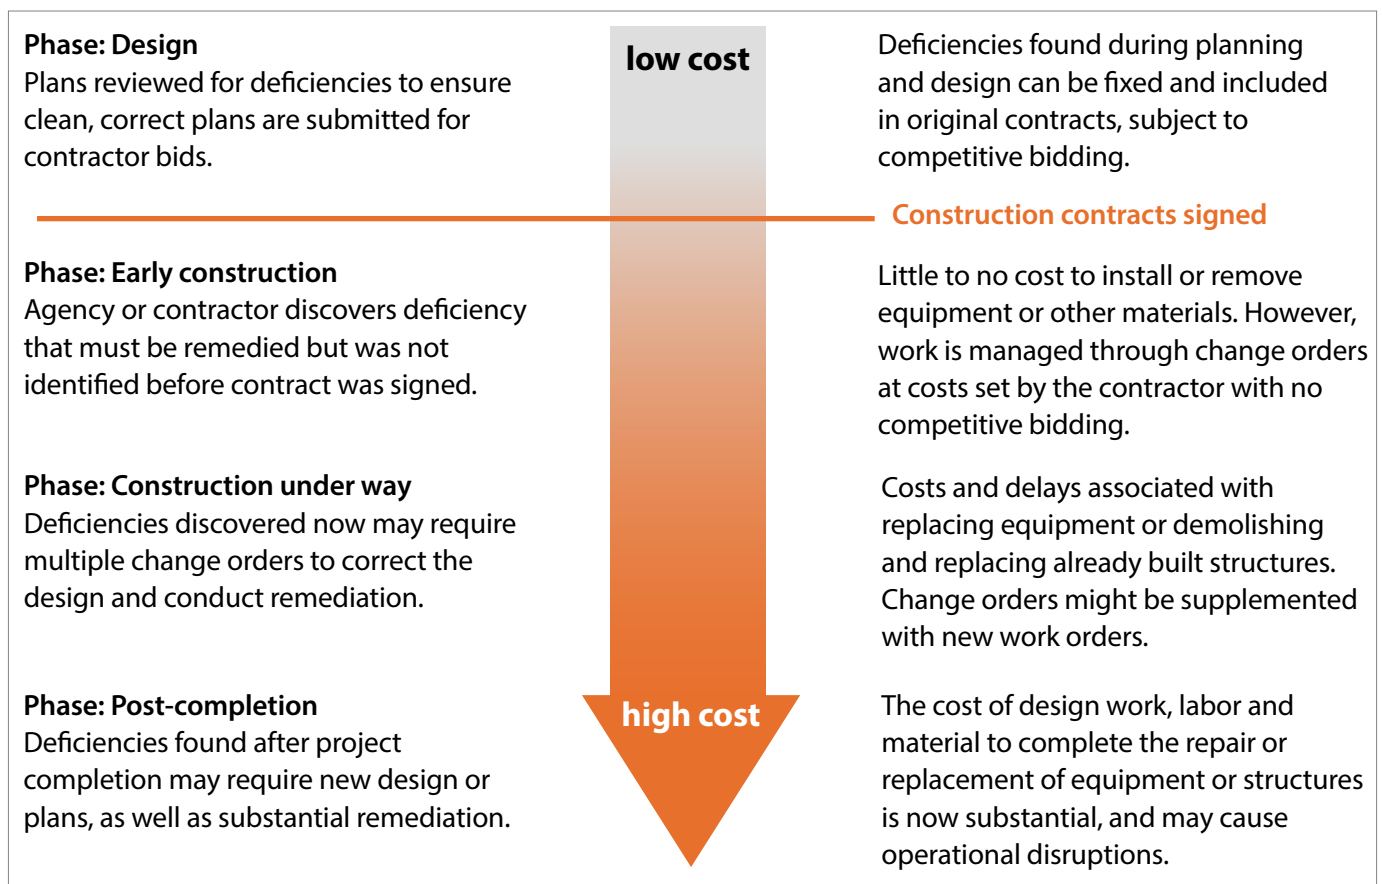 Phase: Design
Plans reviewed for deficiencies to ensure
clean, correct plans are submitted for
contractor bids.
low cost
Deficiencies found during planning
and design can be fixed and included
in original contracts, subject to
competitive bidding.
Construction contracts signed
Phase: Early construction
Agency or contractor discovers deficiency
that must be remedied but was not
identified before contract was signed.
Little to no cost to install or remove
equipment or other materials. However,
work is managed through change orders
at costs set by the contractor with no
competitive bidding.
Phase: Construction under way
Deficiencies discovered now may require
multiple change orders to correct the
design and conduct remediation.
Costs and delays associated with
replacing equipment or demolishing
and replacing already built structures.
Change orders might be supplemented
with new work orders.
Phase: Post-completion
Deficiencies found after project
completion may require new design or
plans, as well as substantial remediation.
high cost
The cost of design work, labor and
material to complete the repair or
replacement of equipment or structures
is now substantial, and may cause
operational disruptions.